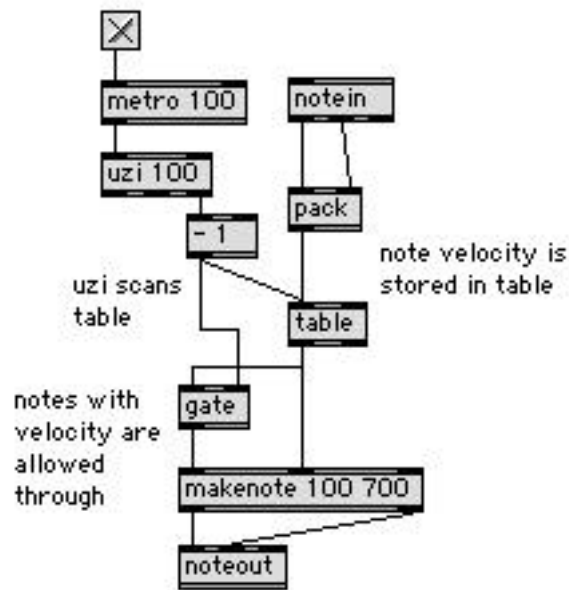 metro 100
notein
uzi 100
pack
- 1
note velocity is
stored in table
uzi scans
table
table
gate
notes with
velocity are
allowed
through
makenote 100 700
noteout